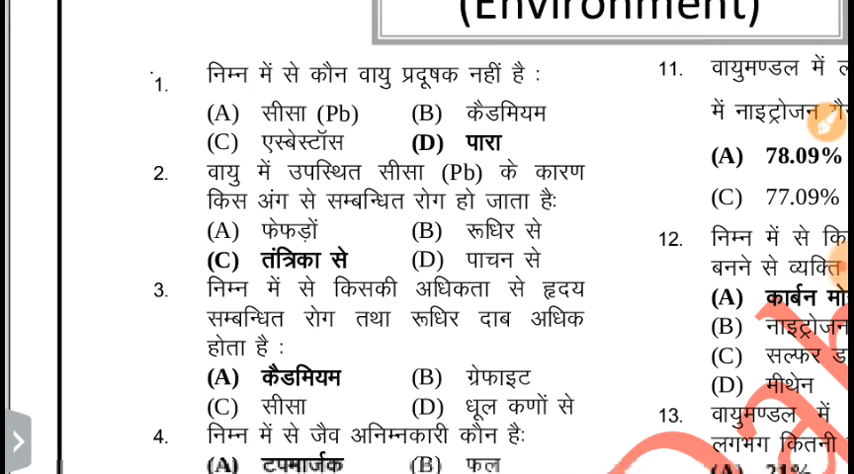 (Environment)
1. निम्न में से कौन वायु प्रदूषक नहीं है :
(A) सीसा (Pb) (B) कैडमियम
(C) एस्बेस्टॉस (D) पारा
2. वायु में उपस्थित सीसा (Pb) के कारण
किस अंग से सम्बन्धित रोग हो जाता है:
(A) फेफड़ों (B) रूधिर से
(C) तंत्रिका से (D) पाचन से
3. निम्न में से किसकी अधिकता से हृदय
सम्बन्धित रोग तथा रूधिर दाब अधिक
होता है :
(A) कैडमियम (B) ग्रेफाइट
(C) सीसा (D) धूल कणों से
4. निम्न में से जैव अनिम्नकारी कौन है:
(A) टपमार्जक (B) फल
11. वायुमण्डल में
में नाइट्रोजन
(A) 78.09%
(C) 77.09%
12. निम्न में से
बनने से व्यक्ति
(A) कार्बन
(B) नाइट्रोजन
(C) सल्फर
(D) मीथेन
13. वायुमण्डल में
लगभग कितनी
(A) 21%